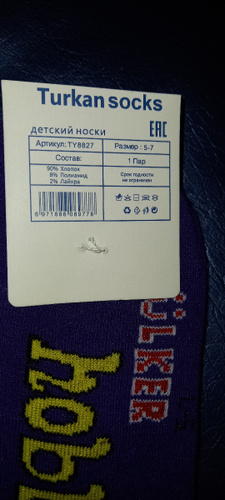 Turkan socks
детский носки
EAC
Артикул: TY8827
Размер : 5-7
Состав:
1 Пар
90% Хлопок
8% Полиамид
2% Лайкра
Срок годности
не ограничен
ÜLKER